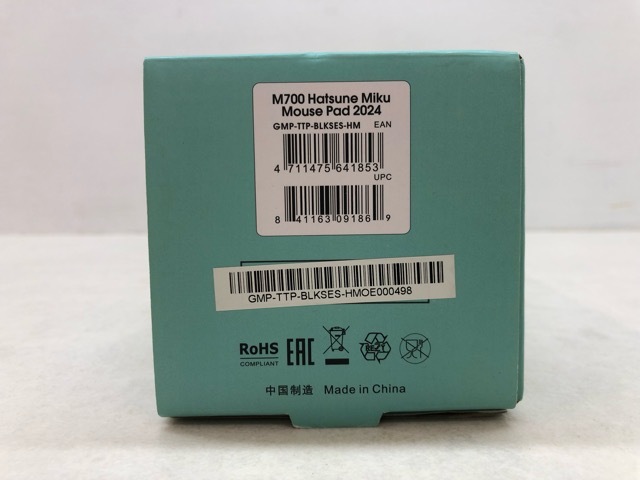 M700 Hatsune Miku
Mouse Pad 2024
GMP-TTP-BLKSES-HM EAN
4 711475 641853
UPC
8 41163 09186 9
GMP-TTP-BLKSES-HMOE000498
RoHS
COMPLIANT
EAC
中国制造 Made in China